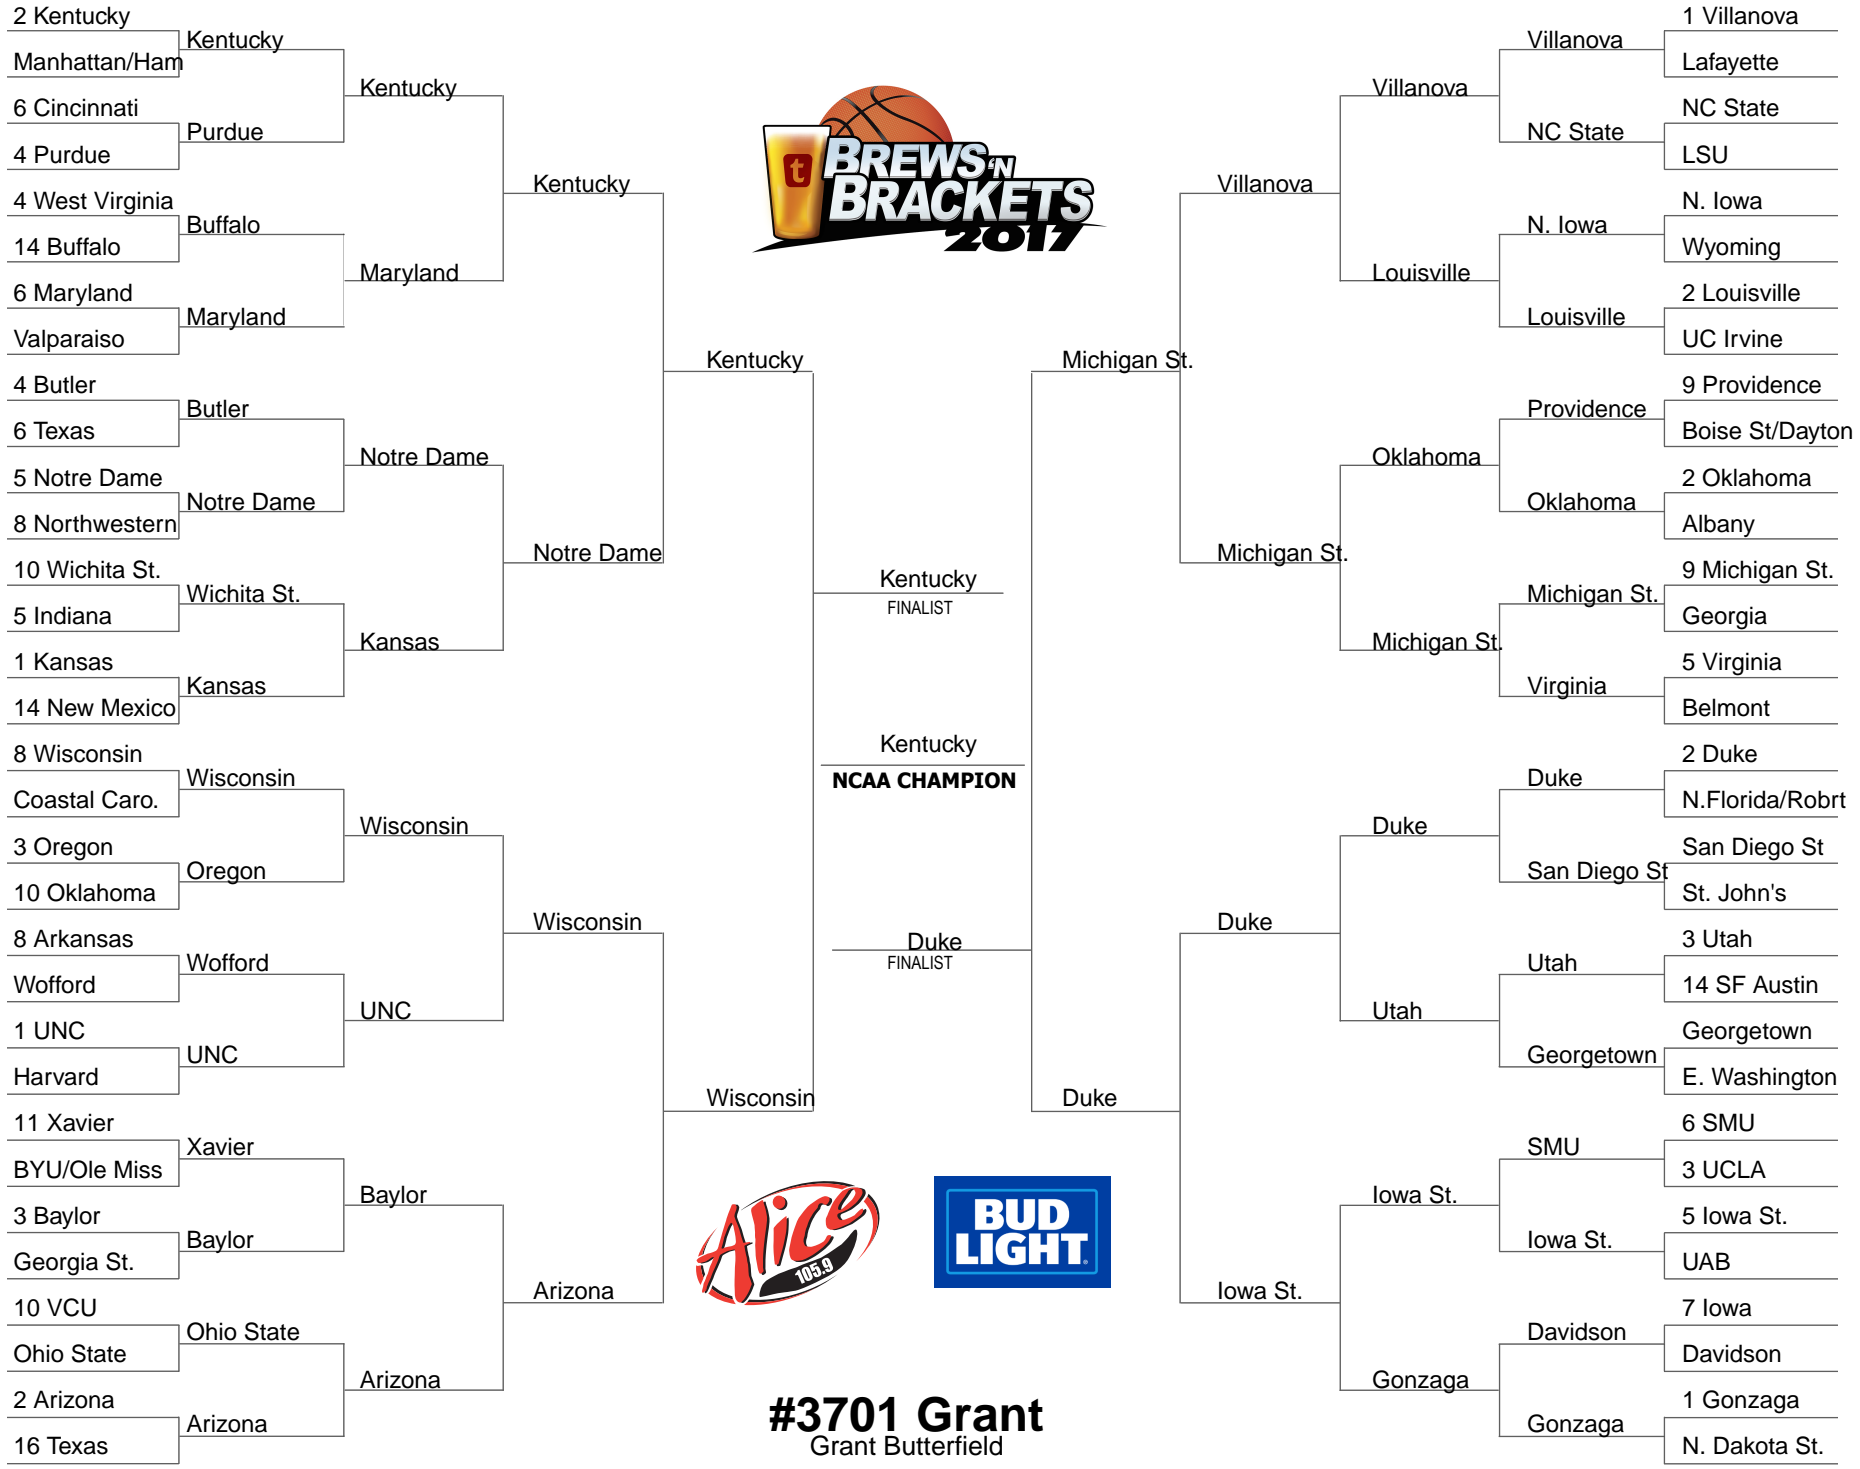 2 Kentucky
Manhattan/Ham
6 Cincinnati
4 Purdue
4 West Virginia
14 Buffalo
6 Maryland
Valparaiso
4 Butler
6 Texas
5 Notre Dame
8 Northwestern
10 Wichita St.
5 Indiana
1 Kansas
14 New Mexico
8 Wisconsin
Coastal Caro.
3 Oregon
10 Oklahoma
8 Arkansas
Wofford
1 UNC
Harvard
11 Xavier
BYU/Ole Miss
3 Baylor
Georgia St.
10 VCU
Ohio State
2 Arizona
16 Texas
Kentucky
Purdue
Buffalo
Maryland
Butler
Notre Dame
Wichita St.
Kansas
Wisconsin
Oregon
Wofford
UNC
Xavier
Baylor
Ohio State
Arizona
Kentucky
Maryland
Notre Dame
Kansas
Wisconsin
UNC
Baylor
Arizona
Kentucky
Notre Dame
Wisconsin
Arizona
Kentucky
Wisconsin
t
BREWS 'N
BRACKETS
2017
Kentucky
FINALIST
Kentucky
NCAA CHAMPION
Duke
FINALIST
Alice
105.9
BUD
LIGHT
#3701 Grant
Grant Butterfield
Michigan St.
Duke
Villanova
Michigan St.
Duke
Iowa St.
Villanova
Louisville
Oklahoma
Michigan St.
Duke
Utah
Iowa St.
Gonzaga
Villanova
NC State
N. Iowa
Louisville
Providence
Oklahoma
Michigan St.
Virginia
Duke
San Diego St
Utah
Georgetown
SMU
Iowa St.
Davidson
Gonzaga
1 Villanova
Lafayette
NC State
LSU
N. Iowa
Wyoming
2 Louisville
UC Irvine
9 Providence
Boise St/Dayton
2 Oklahoma
Albany
9 Michigan St.
Georgia
5 Virginia
Belmont
2 Duke
N.Florida/Robrt
San Diego St
St. John's
3 Utah
14 SF Austin
Georgetown
E. Washington
6 SMU
3 UCLA
5 Iowa St.
UAB
7 Iowa
Davidson
1 Gonzaga
N. Dakota St.